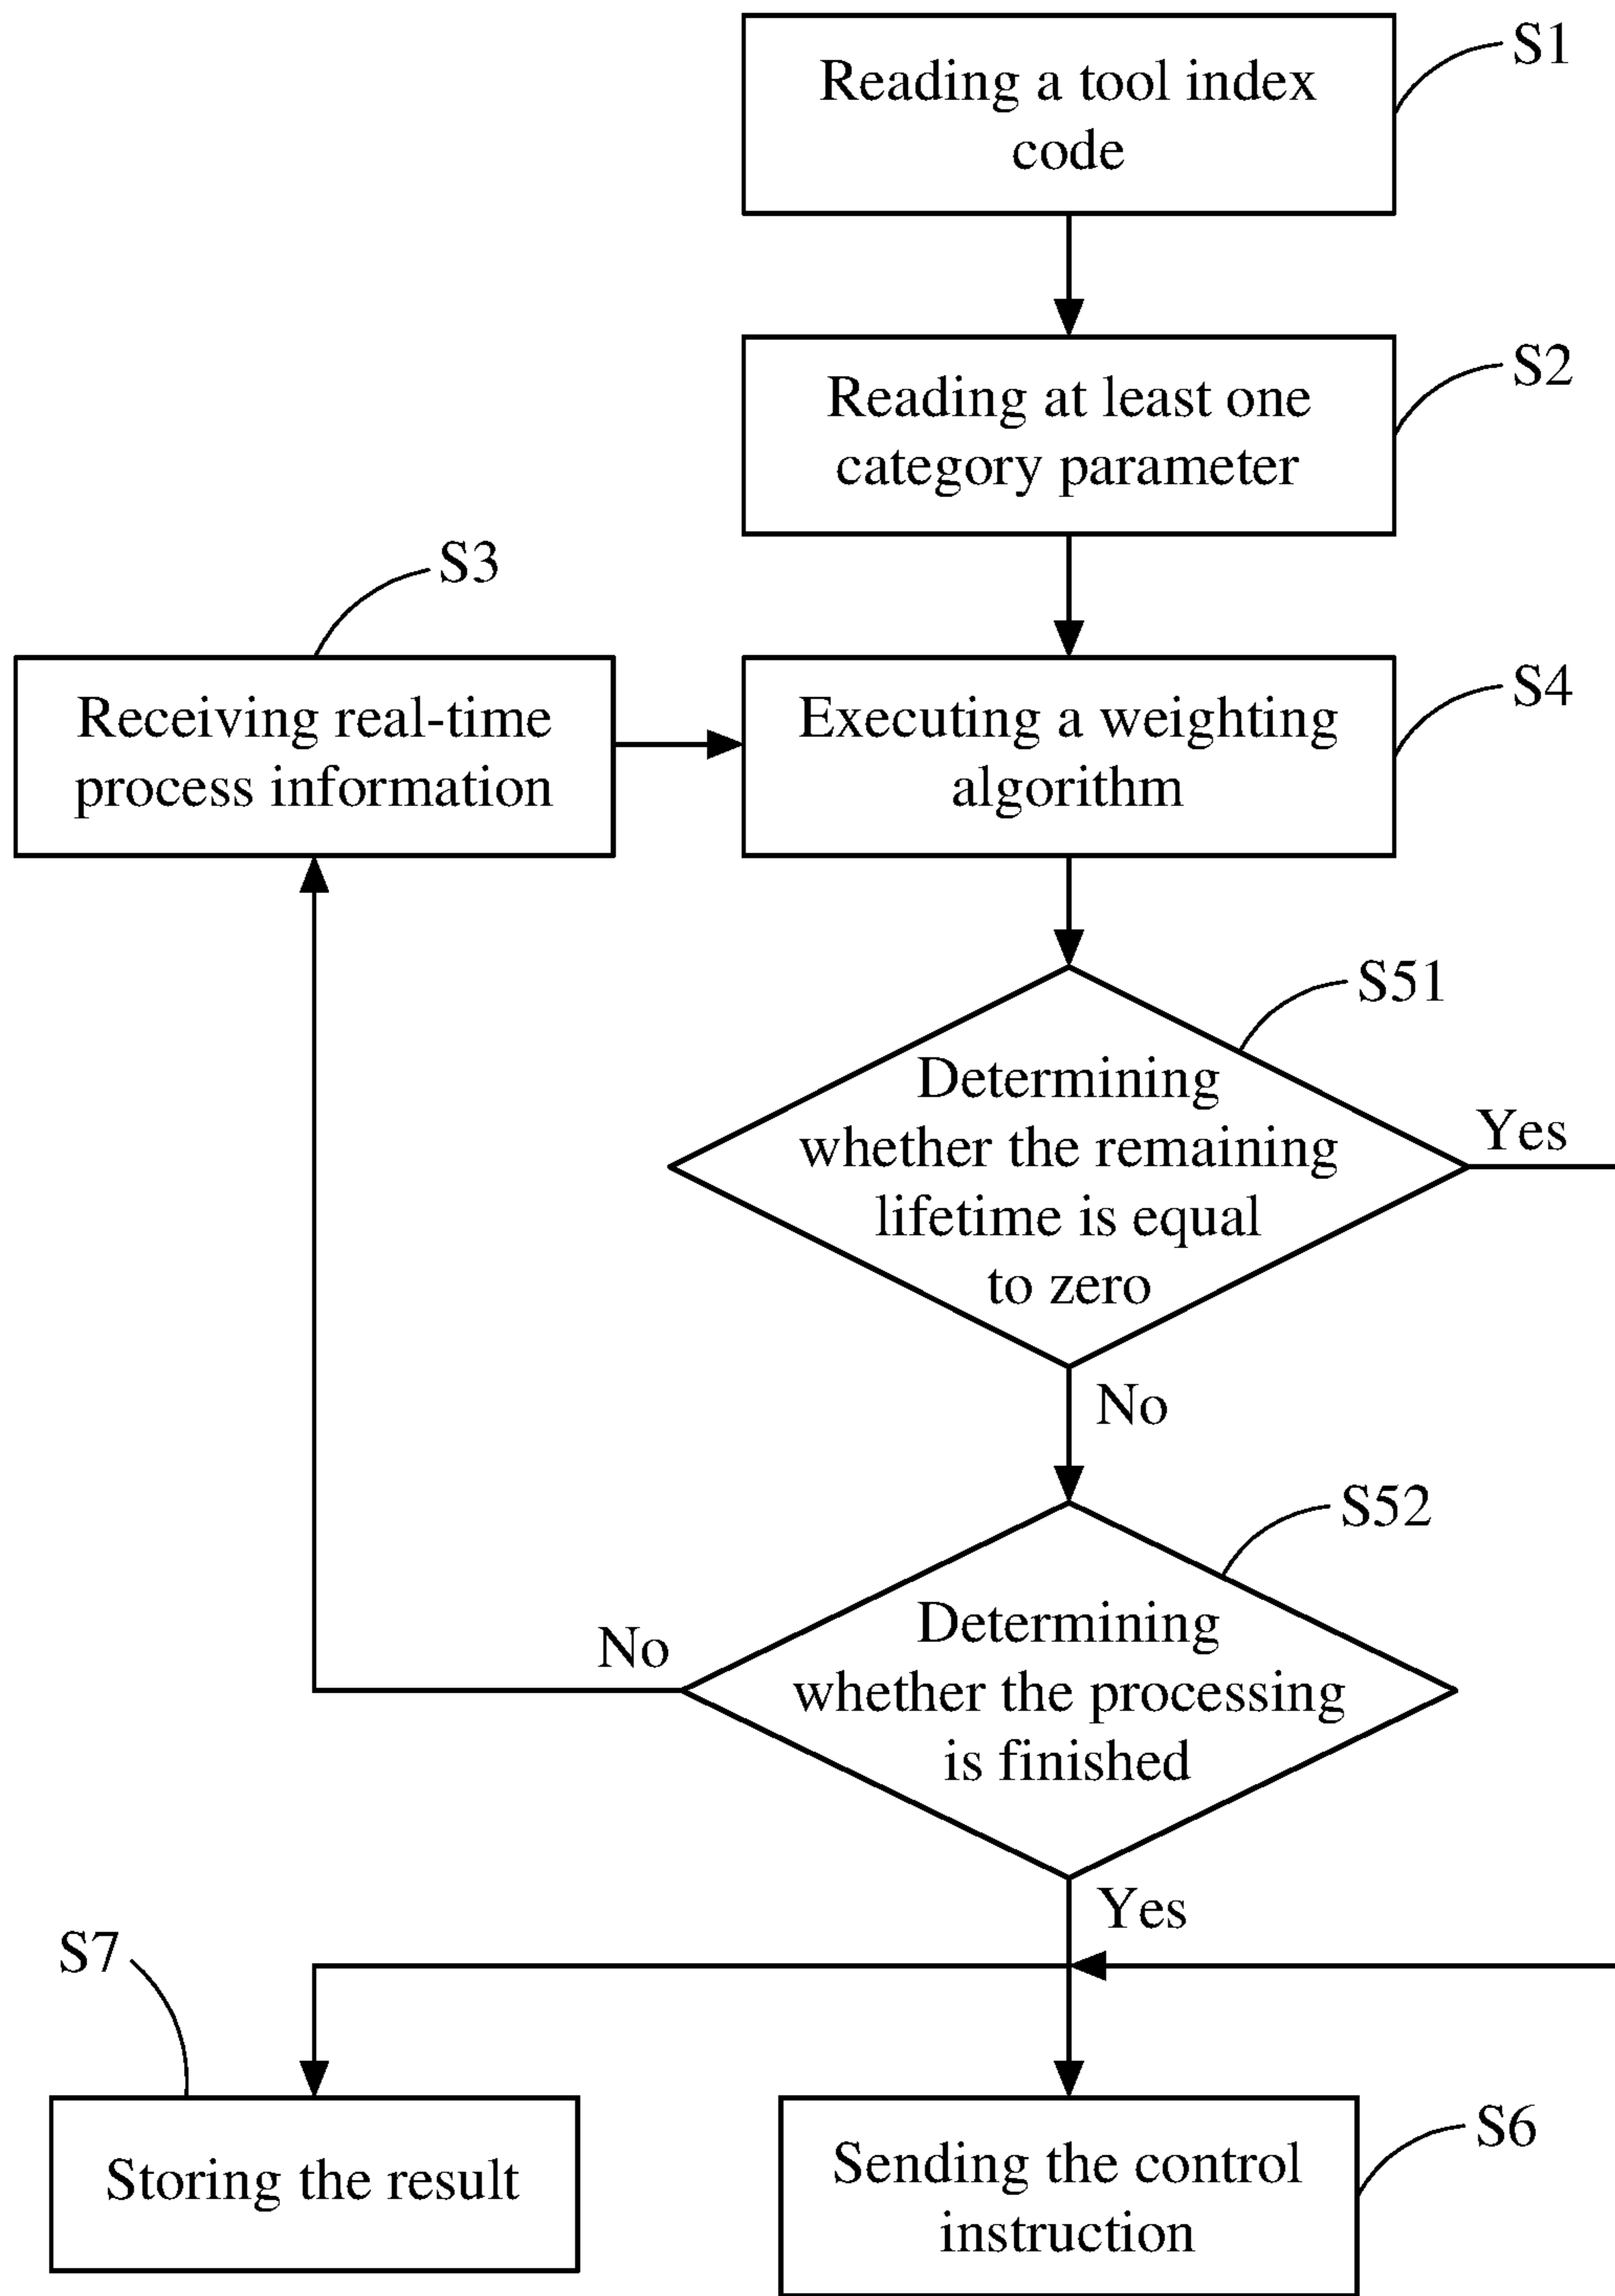 S1
Reading a tool index
code
S2
Reading at least one
category parameter
S3
Receiving real-time
process information
S4
Executing a weighting
algorithm
S51
Determining
whether the remaining
lifetime is equal
to zero
Yes
No
S52
Determining
whether the processing
is finished
No
Yes
S7
Storing the result
S6
Sending the control
instruction